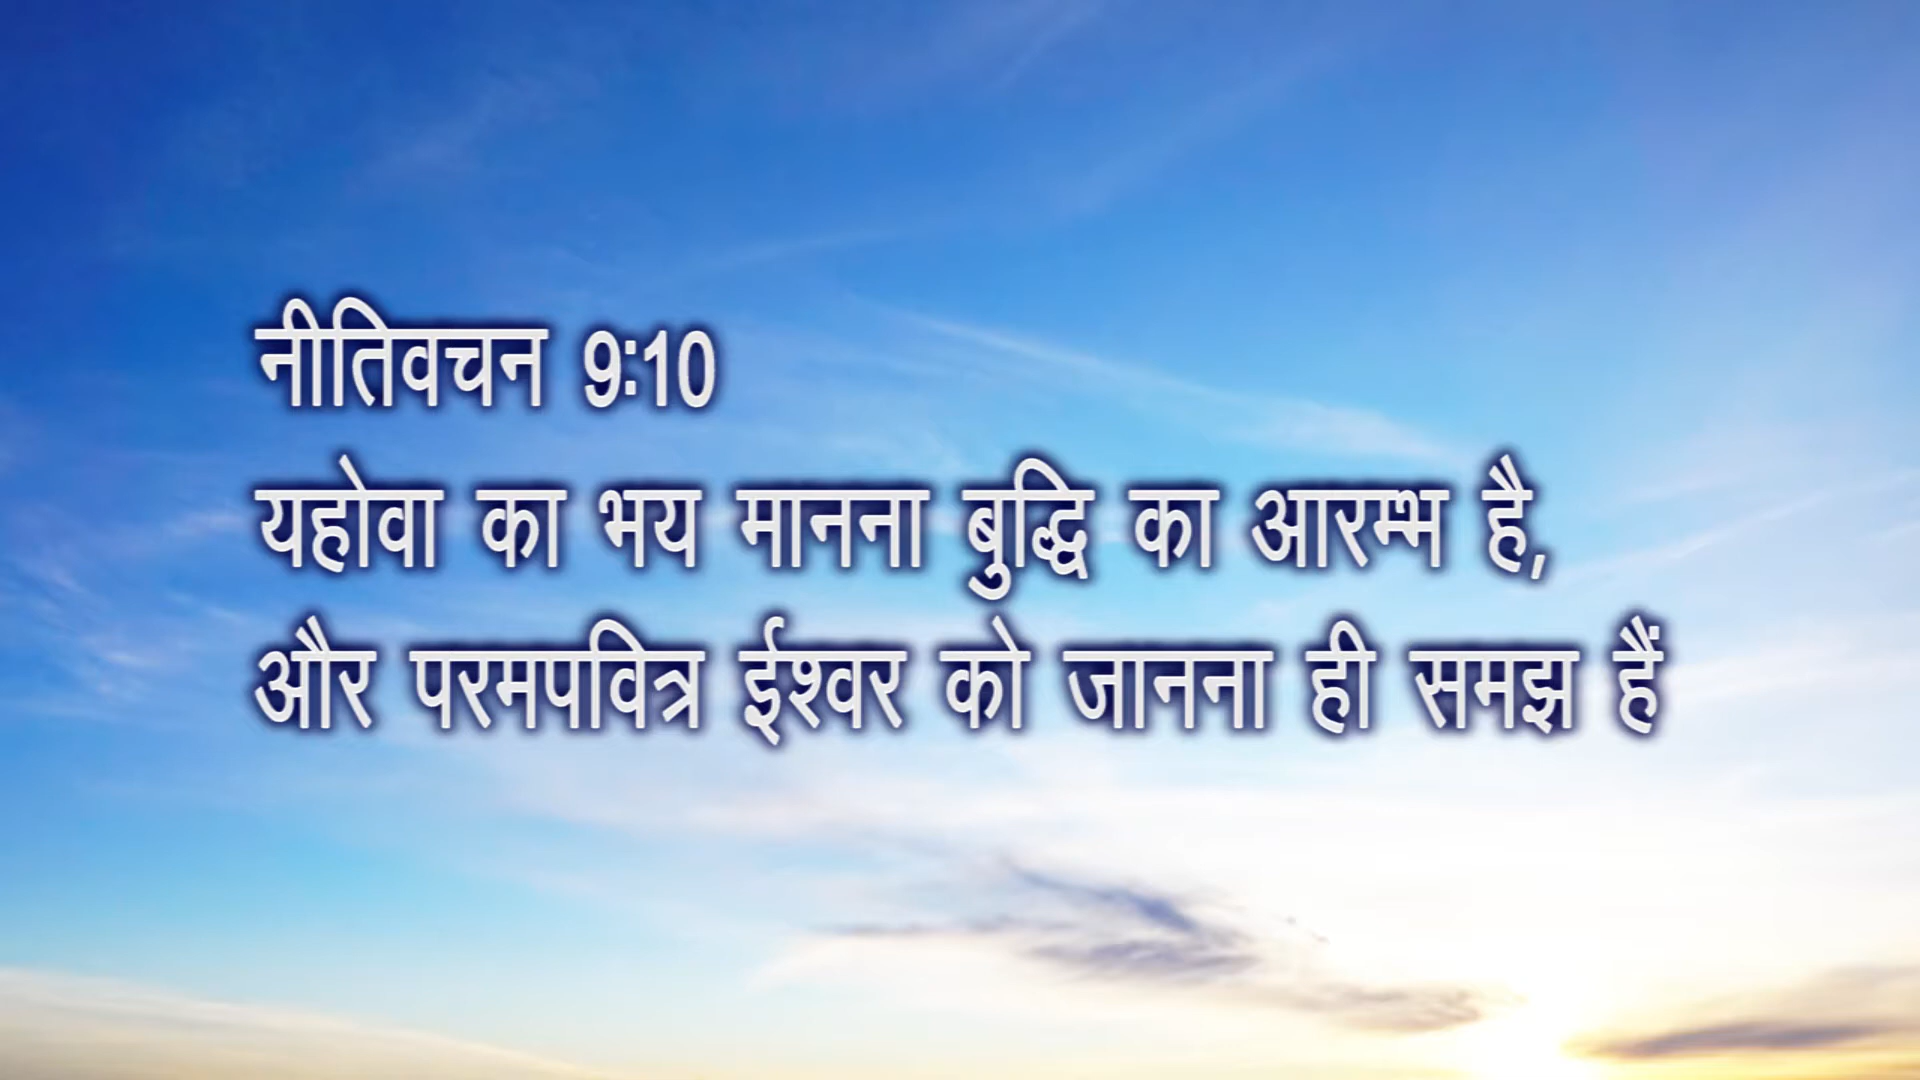 नीतिवचन 9:10
यहोवा का भय मानना बुद्धि का आरम्भ है,
और परमपवित्र ईश्वर को जानना ही समझ हैं